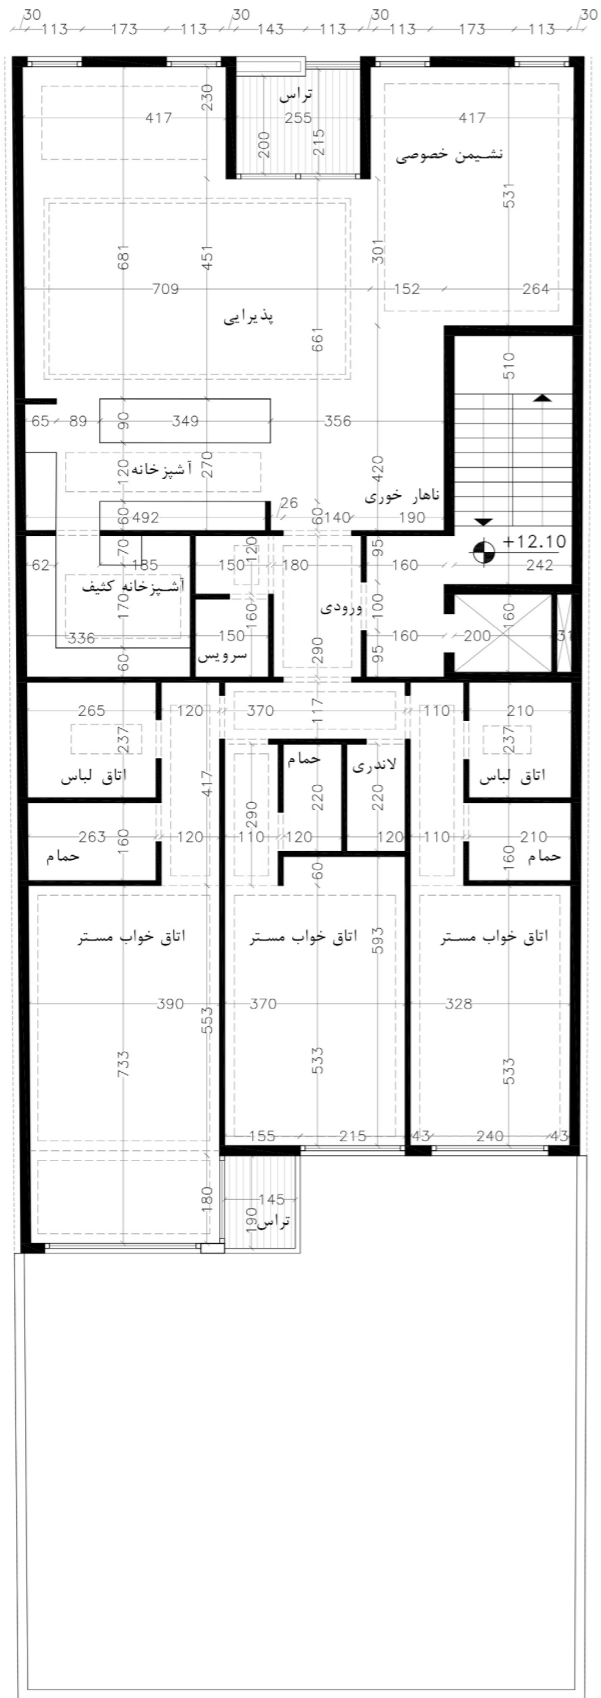 30 30 30 30
113 173 113 143 113 173 113
تراس
230
417 255 417
200 215
نشیمن خصوصی
531
681 451 301
709 152 264
پذیرایی
661
510
65 89 90 349 356
آشپزخانه
120 270 420
ناهار خوری
26
492 60 60 140 190
+12.10
70 120 95
62 185 150 180 160 242
آشپزخانه کثیف
170 160 100 160
ورودی
336 150 160 200 31
سرویس
60 290 95
265 120 370 117 110 210
237 237
حمام
لاندری
اتاق لباس
اتاق لباس
417
290 220 220
263 160 120 110 120 120 110 210
حمام
حمام
160
60
اتاق خواب مستر
اتاق خواب مستر
اتاق خواب مستر
593
390 370 328
553
733 533 533
155 215 43 240 43
180 145
190
تراس